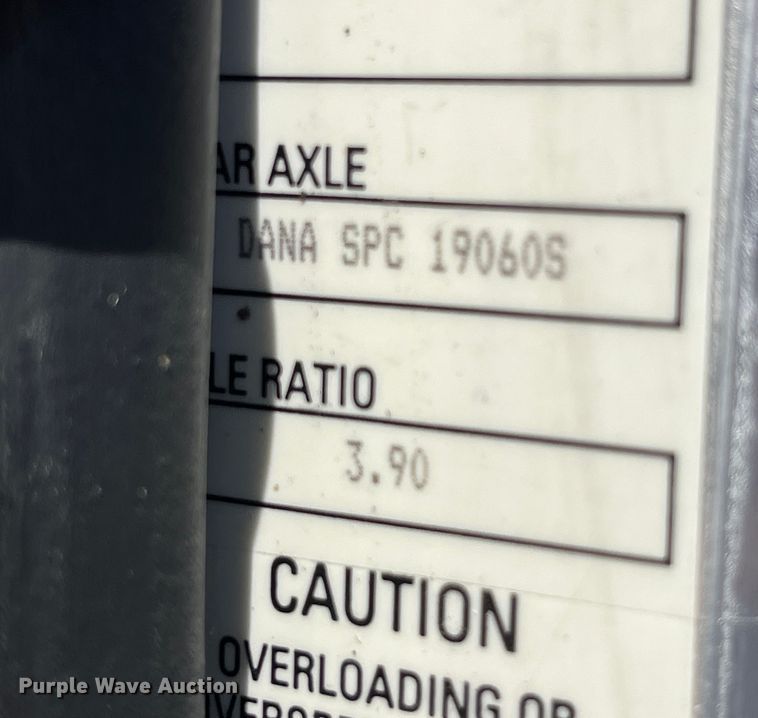 AR AXLE
DANA SPC 19060S
LE RATIO
3.90
CAUTION
OVERLOADING OR
Purple Wave Auction